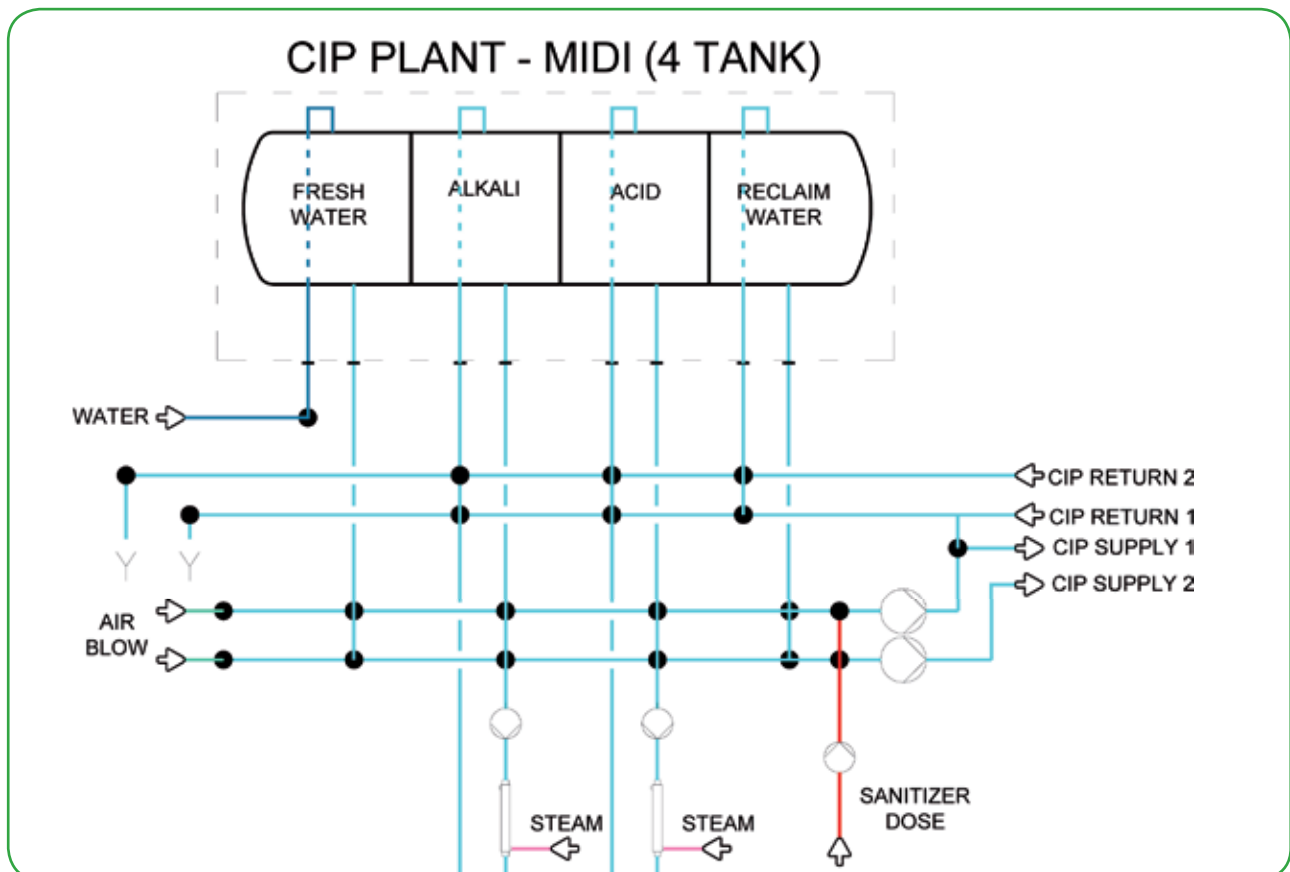 CIP PLANT - MIDI (4 TANK)
FRESH
WATER
ALKALI
ACID
RECLAIM
WATER
WATER
CIP RETURN 2
CIP RETURN 1
CIP SUPPLY 1
CIP SUPPLY 2
AIR
BLOW
STEAM
STEAM
SANITIZER
DOSE